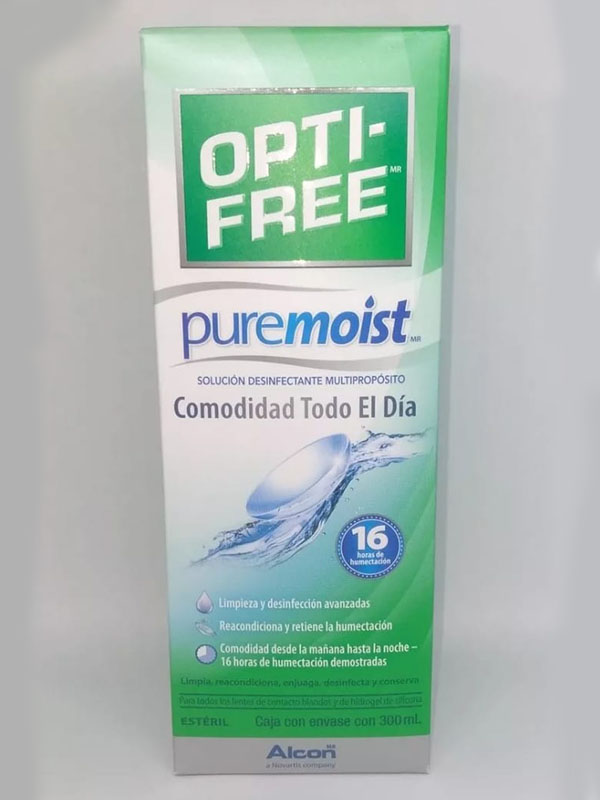 OPTI-
FREE MR
puremoist MR
SOLUCIÓN DESINFECTANTE MULTIPROPÓSITO
Comodidad Todo El Día
16
horas de
humectación
Limpieza y desinfección avanzadas
Reacondiciona y retiene la humectación
Comodidad desde la mañana hasta la noche –
16 horas de humectación demostradas
Limpia, reacondiciona, enjuaga, desinfecta y conserva
Para todos los lentes de contacto blandos y de hidrogel de silicona
ESTÉRIL Caja con envase con 300 mL.
Alcon MR
a Novartis company